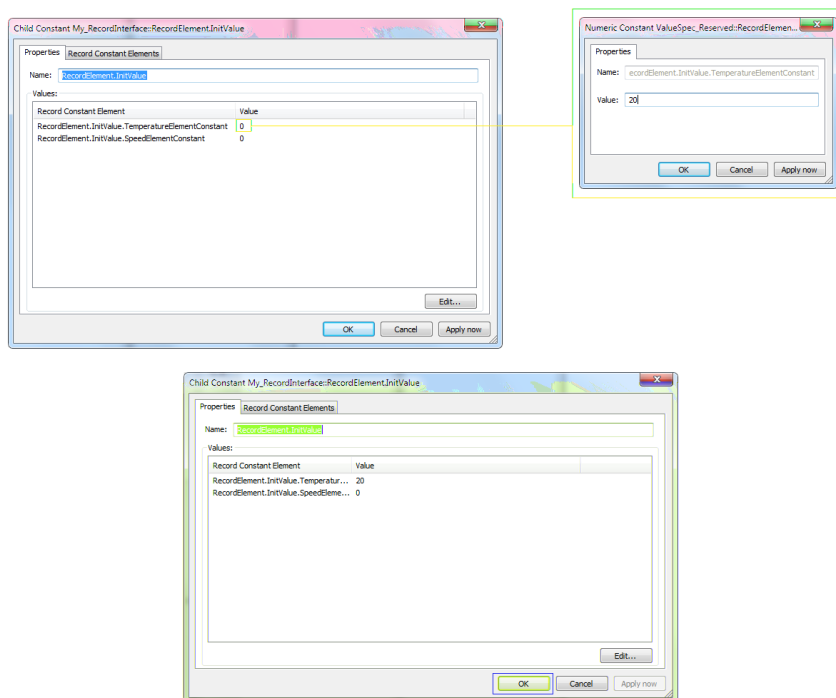 Child Constant My_RecordInterface::RecordElement.InitValue
Properties Record Constant Elements
Name: RecordElement.InitValue
Values:
Record Constant Element Value
RecordElement.InitValue.TemperatureElementConstant 0
RecordElement.InitValue.SpeedElementConstant 0
Edit...
OK Cancel Apply now
Numeric Constant ValueSpec_Reserved::RecordElemen...
Properties
Name: ecordElement.InitValue.TemperatureElementConstant
Value: 20
OK Cancel Apply now
Child Constant My_RecordInterface::RecordElement.InitValue
Properties Record Constant Elements
Name: RecordElement.InitValue
Values:
Record Constant Element Value
RecordElement.InitValue.Temperatur... 20
RecordElement.InitValue.SpeedEleme... 0
Edit...
OK Cancel Apply now